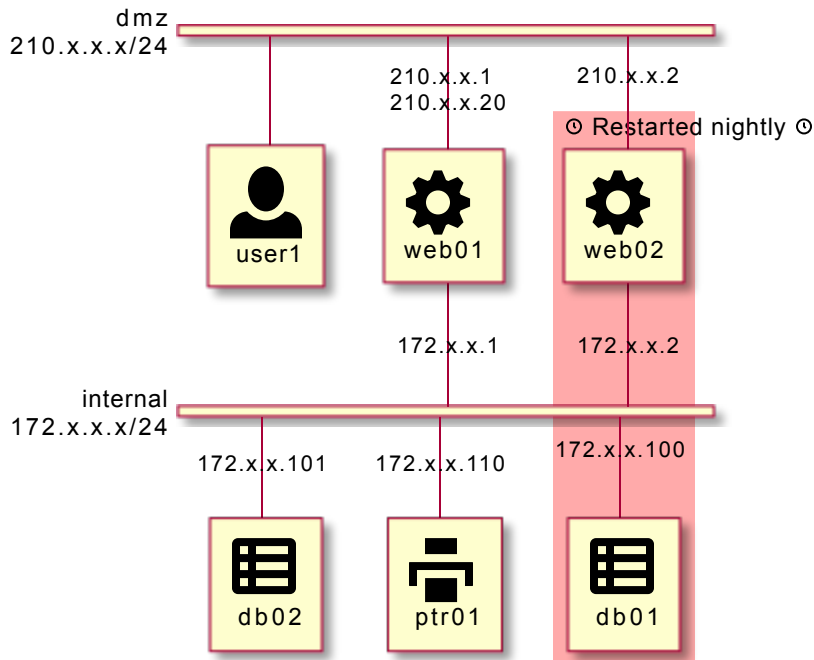 dmz
210.x.x.x/24
210.x.x.1
210.x.x.20
210.x.x.2
Restarted nightly
user1
web01
web02
172.x.x.1
172.x.x.2
internal
172.x.x.x/24
172.x.x.101
172.x.x.110
172.x.x.100
db02
ptr01
db01